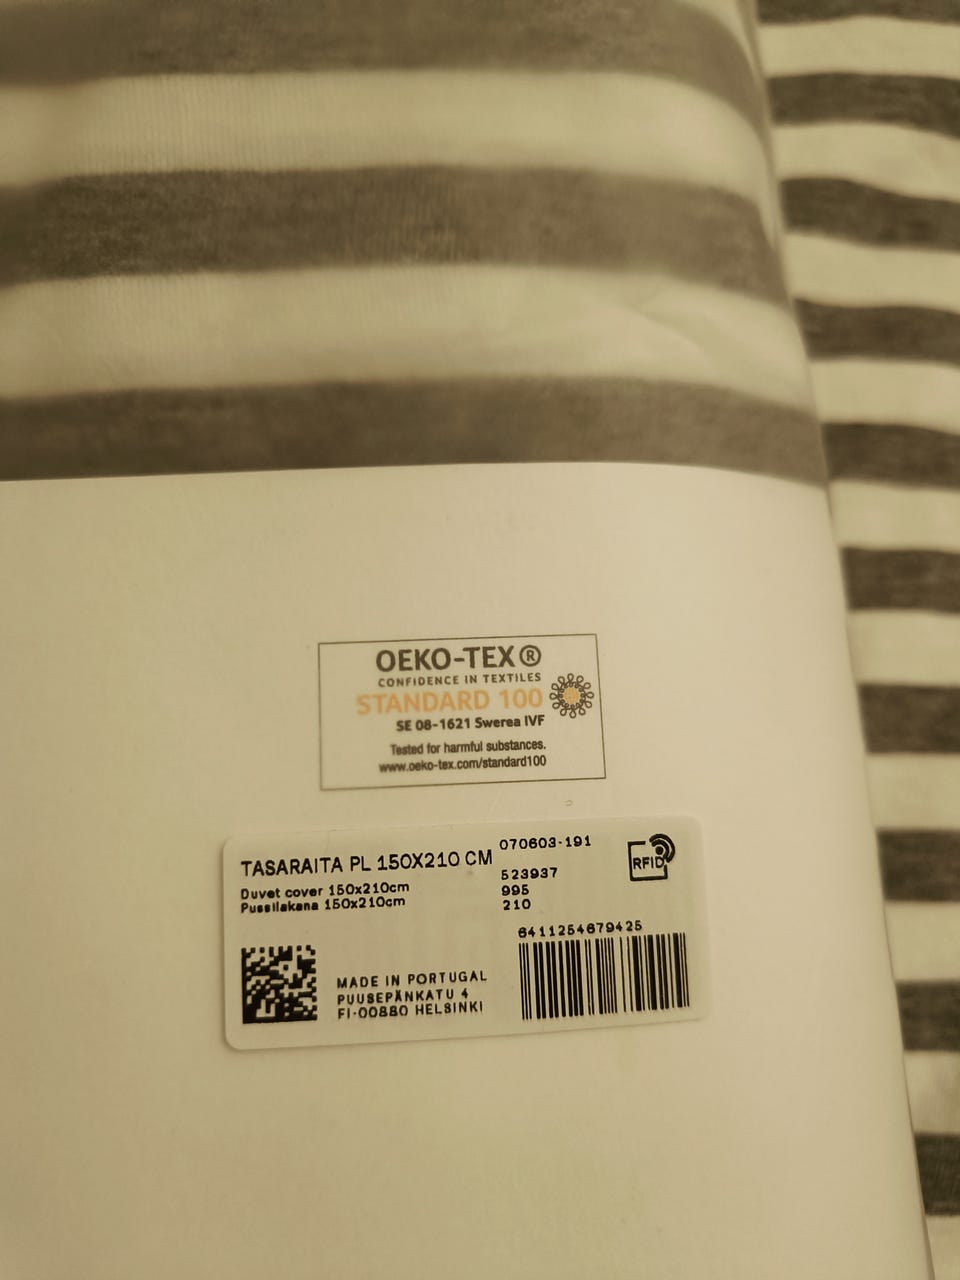 OEKO-TEX®
CONFIDENCE IN TEXTILES
STANDARD 100
SE 08-1621 Swerea IVF
Tested for harmful substances.
www.oeko-tex.com/standard100
TASARAITA PL 150X210 CM
070603-191
RFID
Duvet cover 150x210cm
Pussilakana 150x210cm
523937
995
210
6411254679425
MADE IN PORTUGAL
PUUSEPÄNKATU 4
FI-00880 HELSINKI